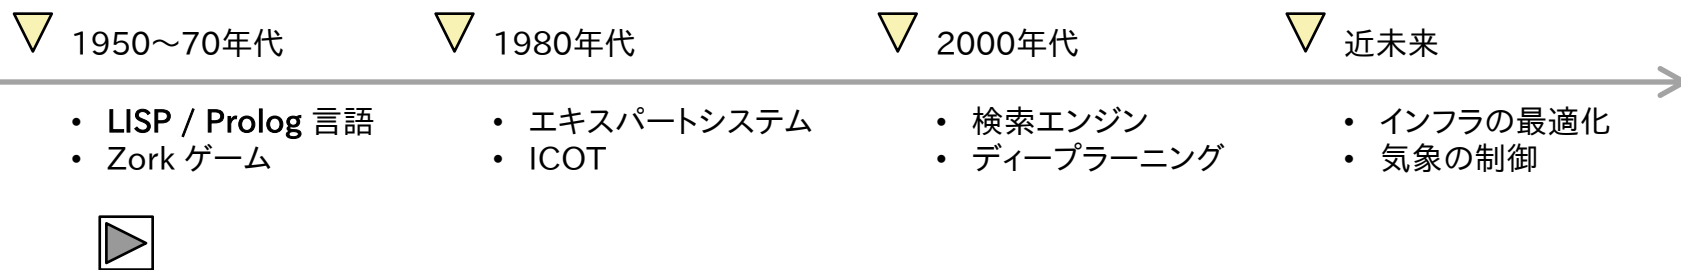 1950～70年代
1980年代
2000年代
近未来
• LISP / Prolog 言語
• Zork ゲーム
• エキスパートシステム
• ICOT
• 検索エンジン
• ディープラーニング
• インフラの最適化
• 気象の制御